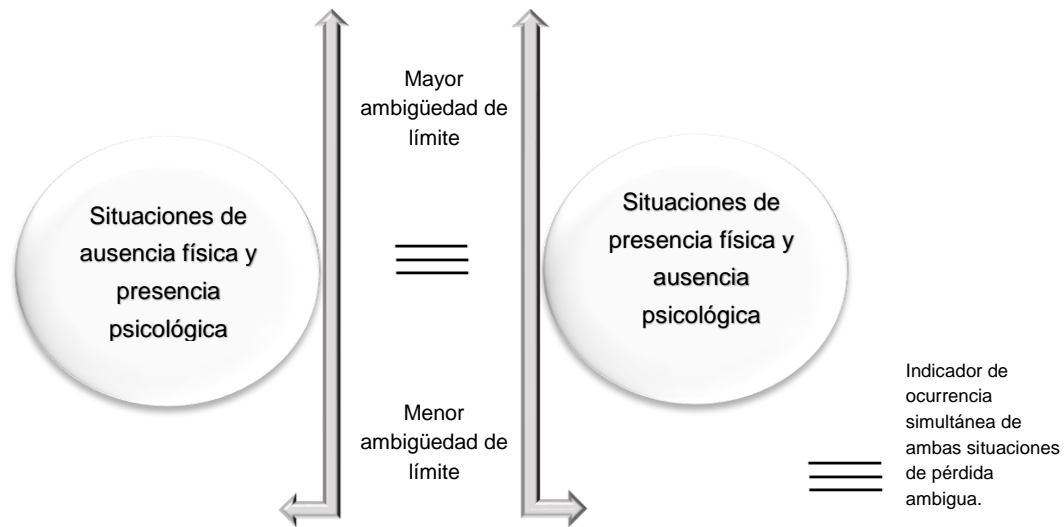 Mayor
ambigüedad de
límite
Situaciones de
ausencia física y
presencia
psicológica
Situaciones de
presencia física y
ausencia
psicológica
Menor
ambigüedad de
límite
Indicador de
ocurrencia
simultánea de
ambas situaciones
de pérdida
ambigua.